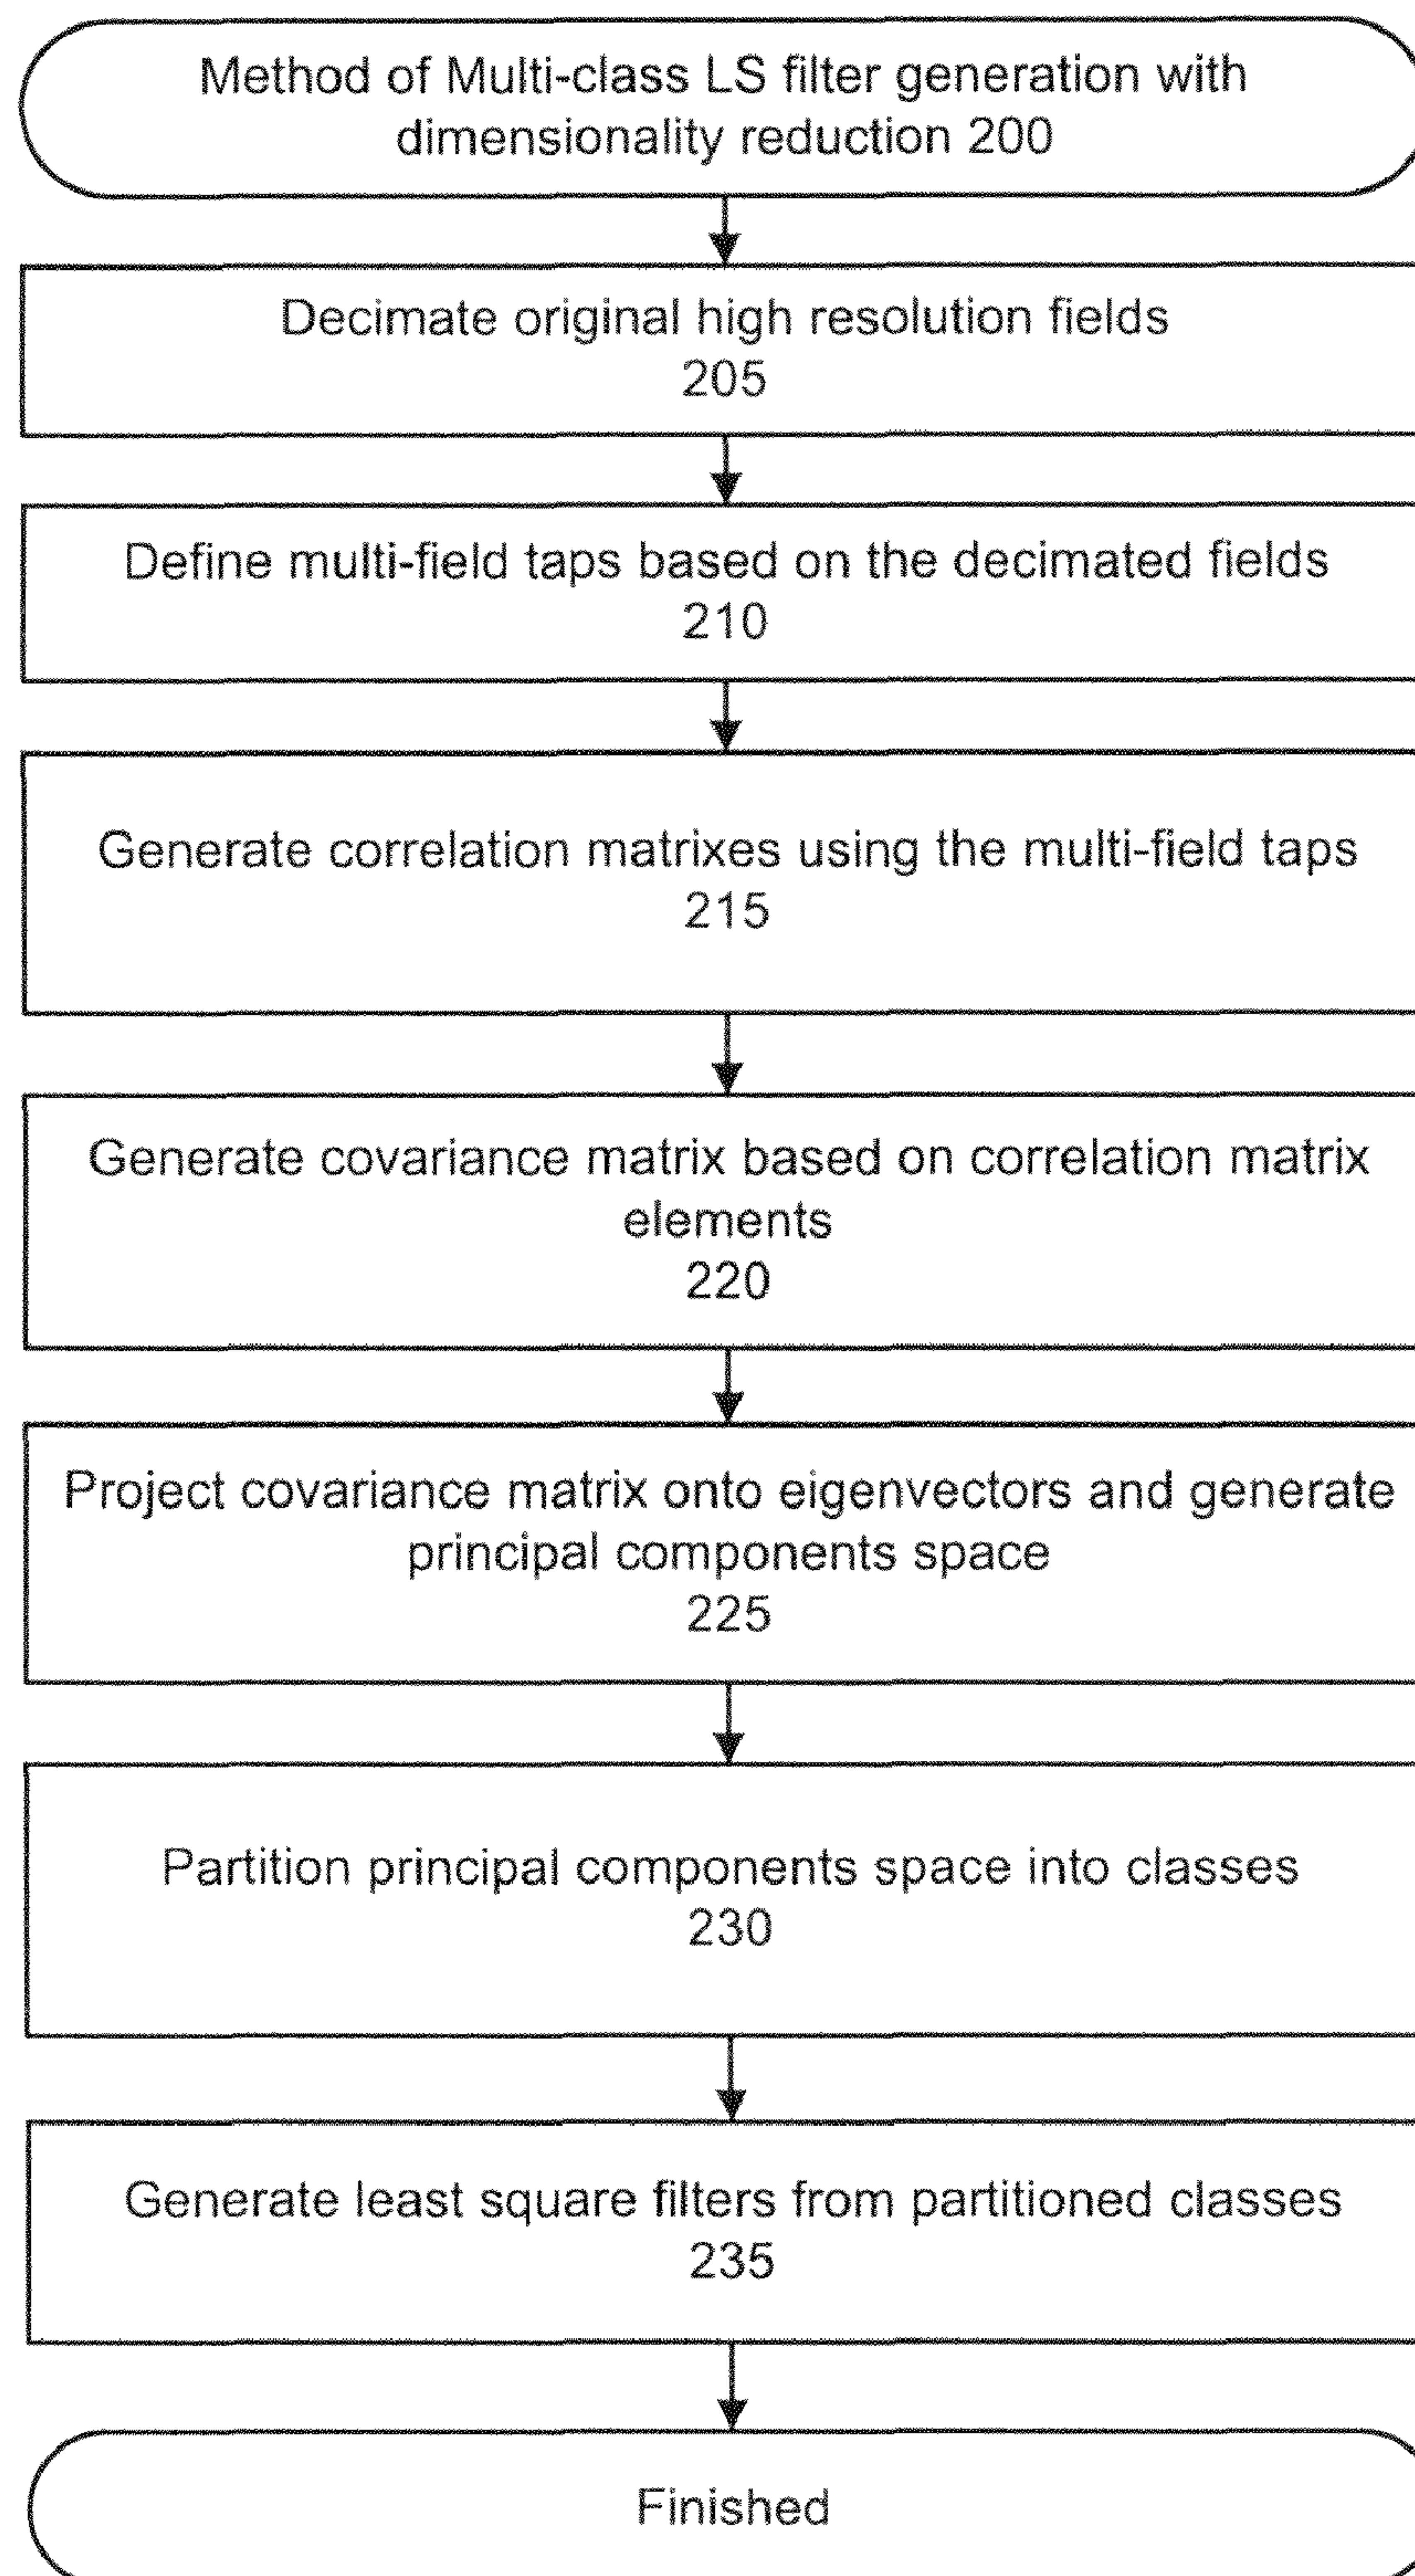 Method of Multi-class LS filter generation with
dimensionality reduction 200
Decimate original high resolution fields
205
Define multi-field taps based on the decimated fields
210
Generate correlation matrixes using the multi-field taps
215
Generate covariance matrix based on correlation matrix
elements
220
Project covariance matrix onto eigenvectors and generate
principal components space
225
Partition principal components space into classes
230
Generate least square filters from partitioned classes
235
Finished